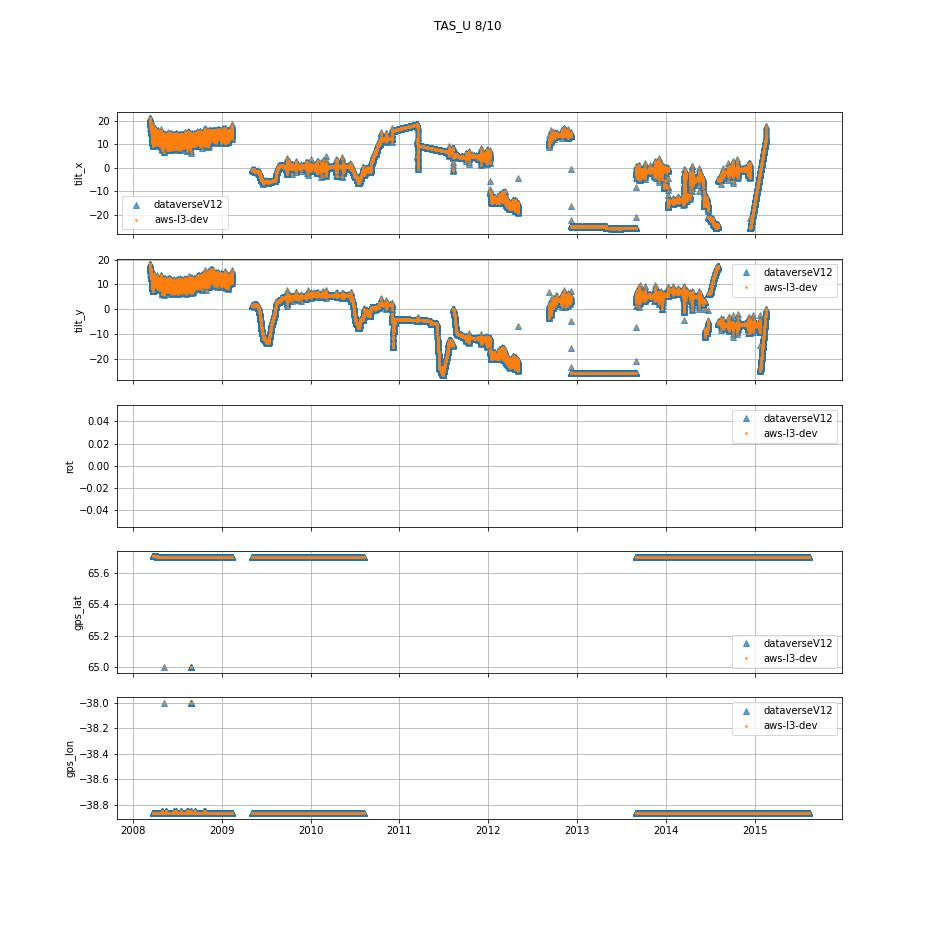 TAS_U 8/10
20
10
0
−10
−20
tilt_x
dataverseV12
aws-l3-dev
20
10
0
−10
−20
tilt_y
dataverseV12
aws-l3-dev
0.04
0.02
0.00
−0.02
−0.04
rot
dataverseV12
aws-l3-dev
65.6
65.4
65.2
65.0
gps_lat
dataverseV12
aws-l3-dev
−38.0
−38.2
−38.4
−38.6
−38.8
gps_lon
dataverseV12
aws-l3-dev
2008 2009 2010 2011 2012 2013 2014 2015